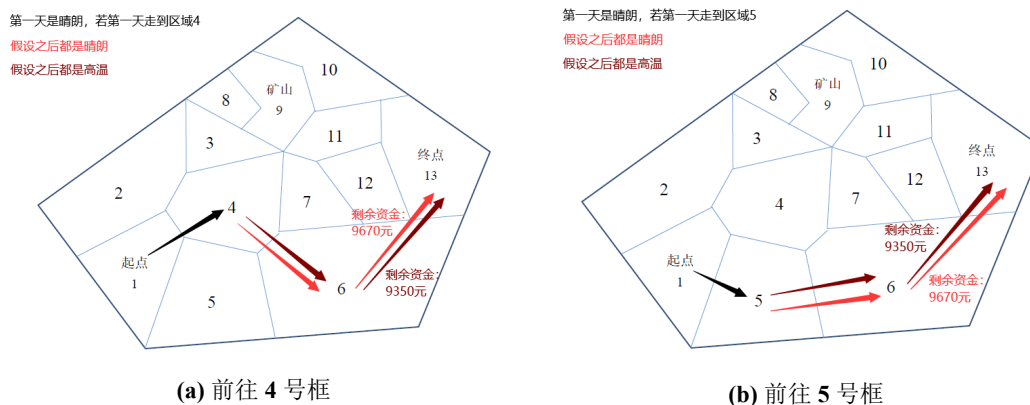 第一天是晴朗，若第一天走到区域4
假设之后都是晴朗
假设之后都是高温
10
矿山
9
8
3
11
终点
13
2
12
4
7
剩余资金：
9670元
起点
1
剩余资金：
9350元
6
5
(a) 前往 4 号框
第一天是晴朗，若第一天走到区域5
假设之后都是晴朗
假设之后都是高温
10
矿山
9
8
3
11
终点
13
2
12
4
7
剩余资金：
9350元
起点
1
剩余资金：
9670元
6
5
(b) 前往 5 号框